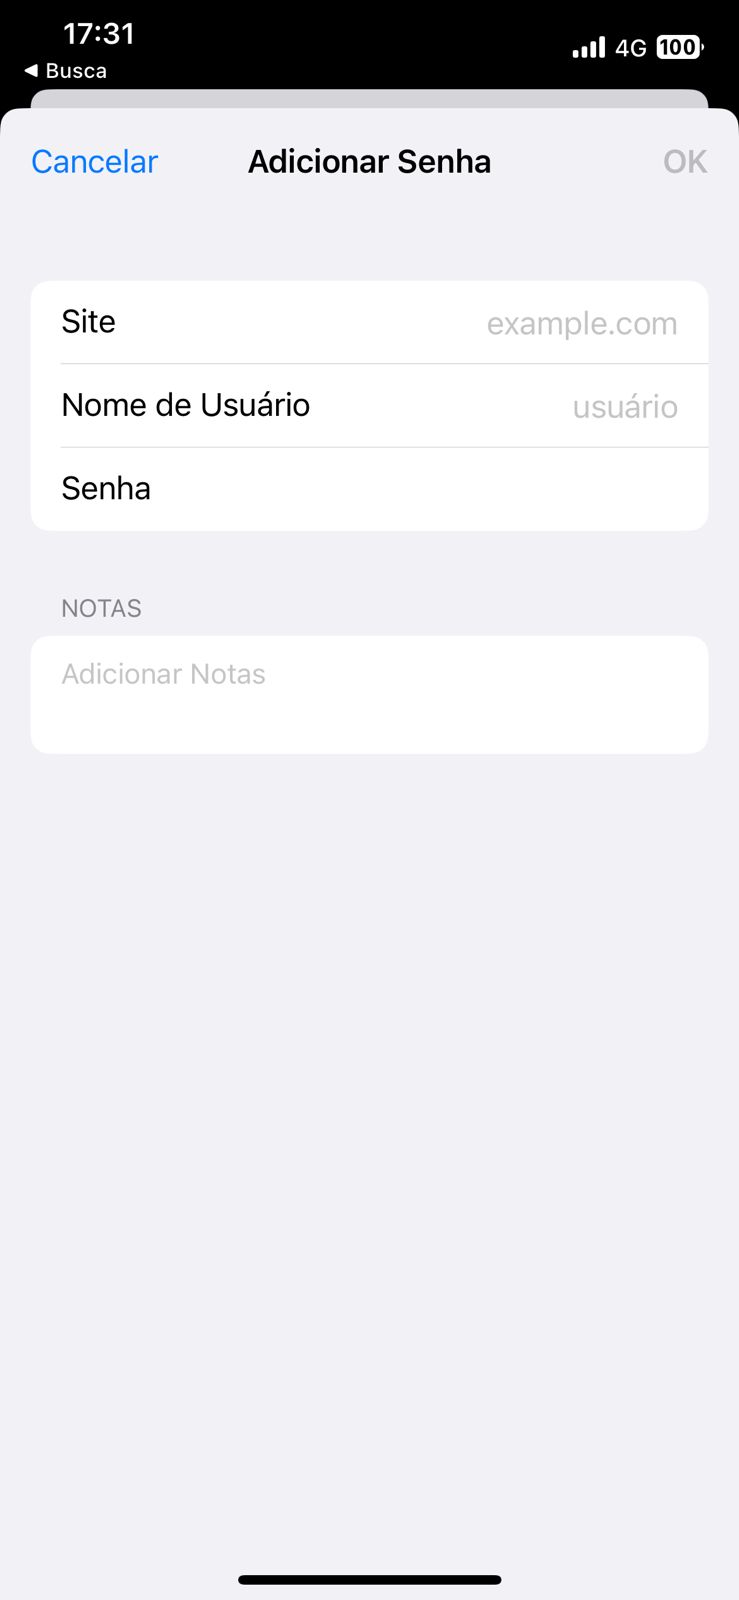 17:31
4G 100
◀ Busca
Cancelar Adicionar Senha OK
Site example.com
Nome de Usuário usuário
Senha
NOTAS
Adicionar Notas